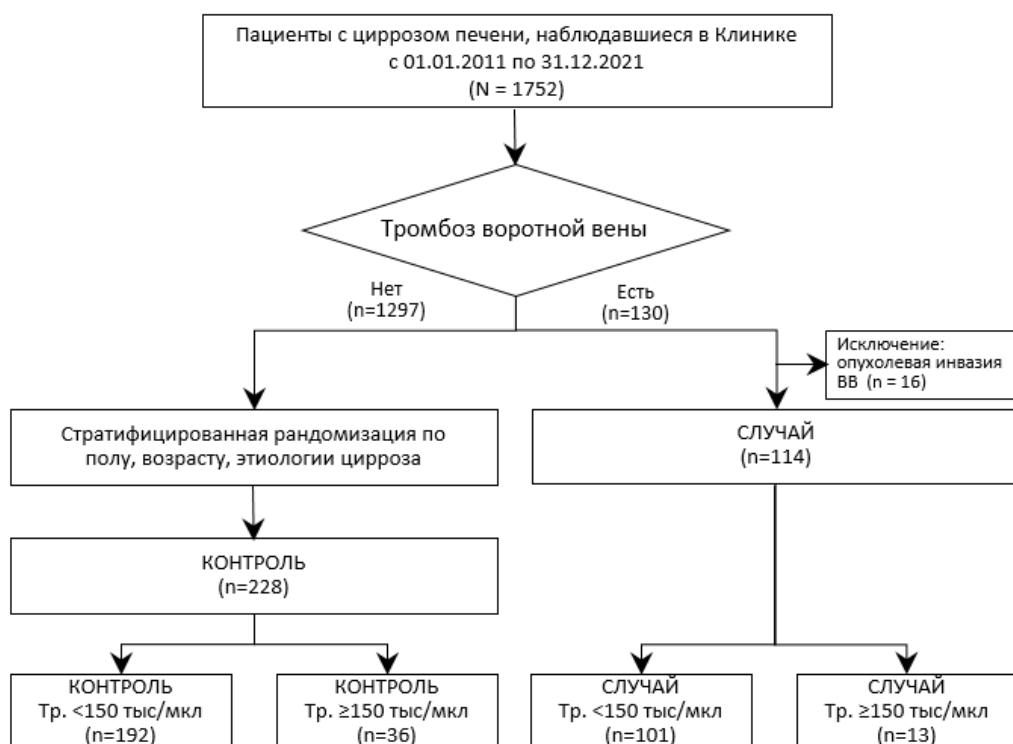 Пациенты с циррозом печени, наблюдавшиеся в Клинике
с 01.01.2011 по 31.12.2021
(N = 1752)
Тромбоз воротной вены
Нет
(n=1297)
Есть
(n=130)
Исключение:
опухолевая инвазия
ВВ (n = 16)
Стратифицированная рандомизация по
полу, возрасту, этиологии цирроза
СЛУЧАЙ
(n=114)
КОНТРОЛЬ
(n=228)
КОНТРОЛЬ
Тр. <150 тыс/мкл
(n=192)
КОНТРОЛЬ
Тр. ≥150 тыс/мкл
(n=36)
СЛУЧАЙ
Тр. <150 тыс/мкл
(n=101)
СЛУЧАЙ
Тр. ≥150 тыс/мкл
(n=13)